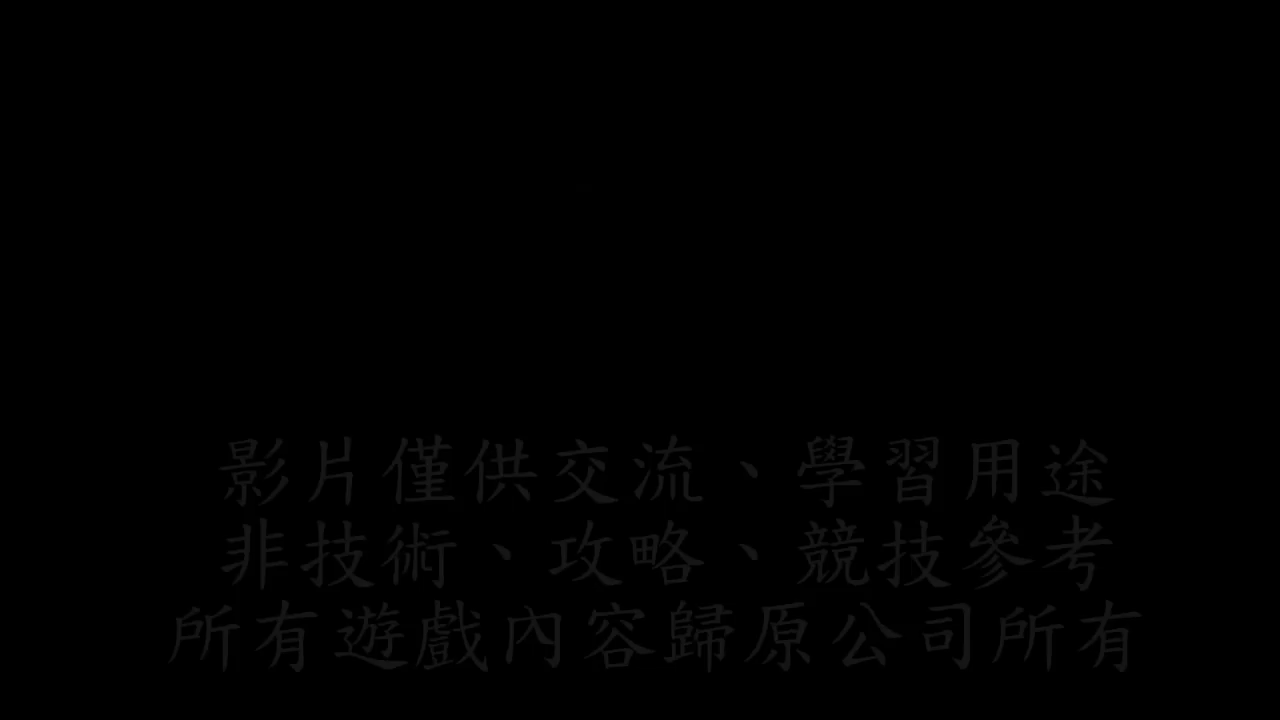 影片僅供交流、學習用途
非技術、攻略、競技參考
所有遊戲內容歸原公司所有